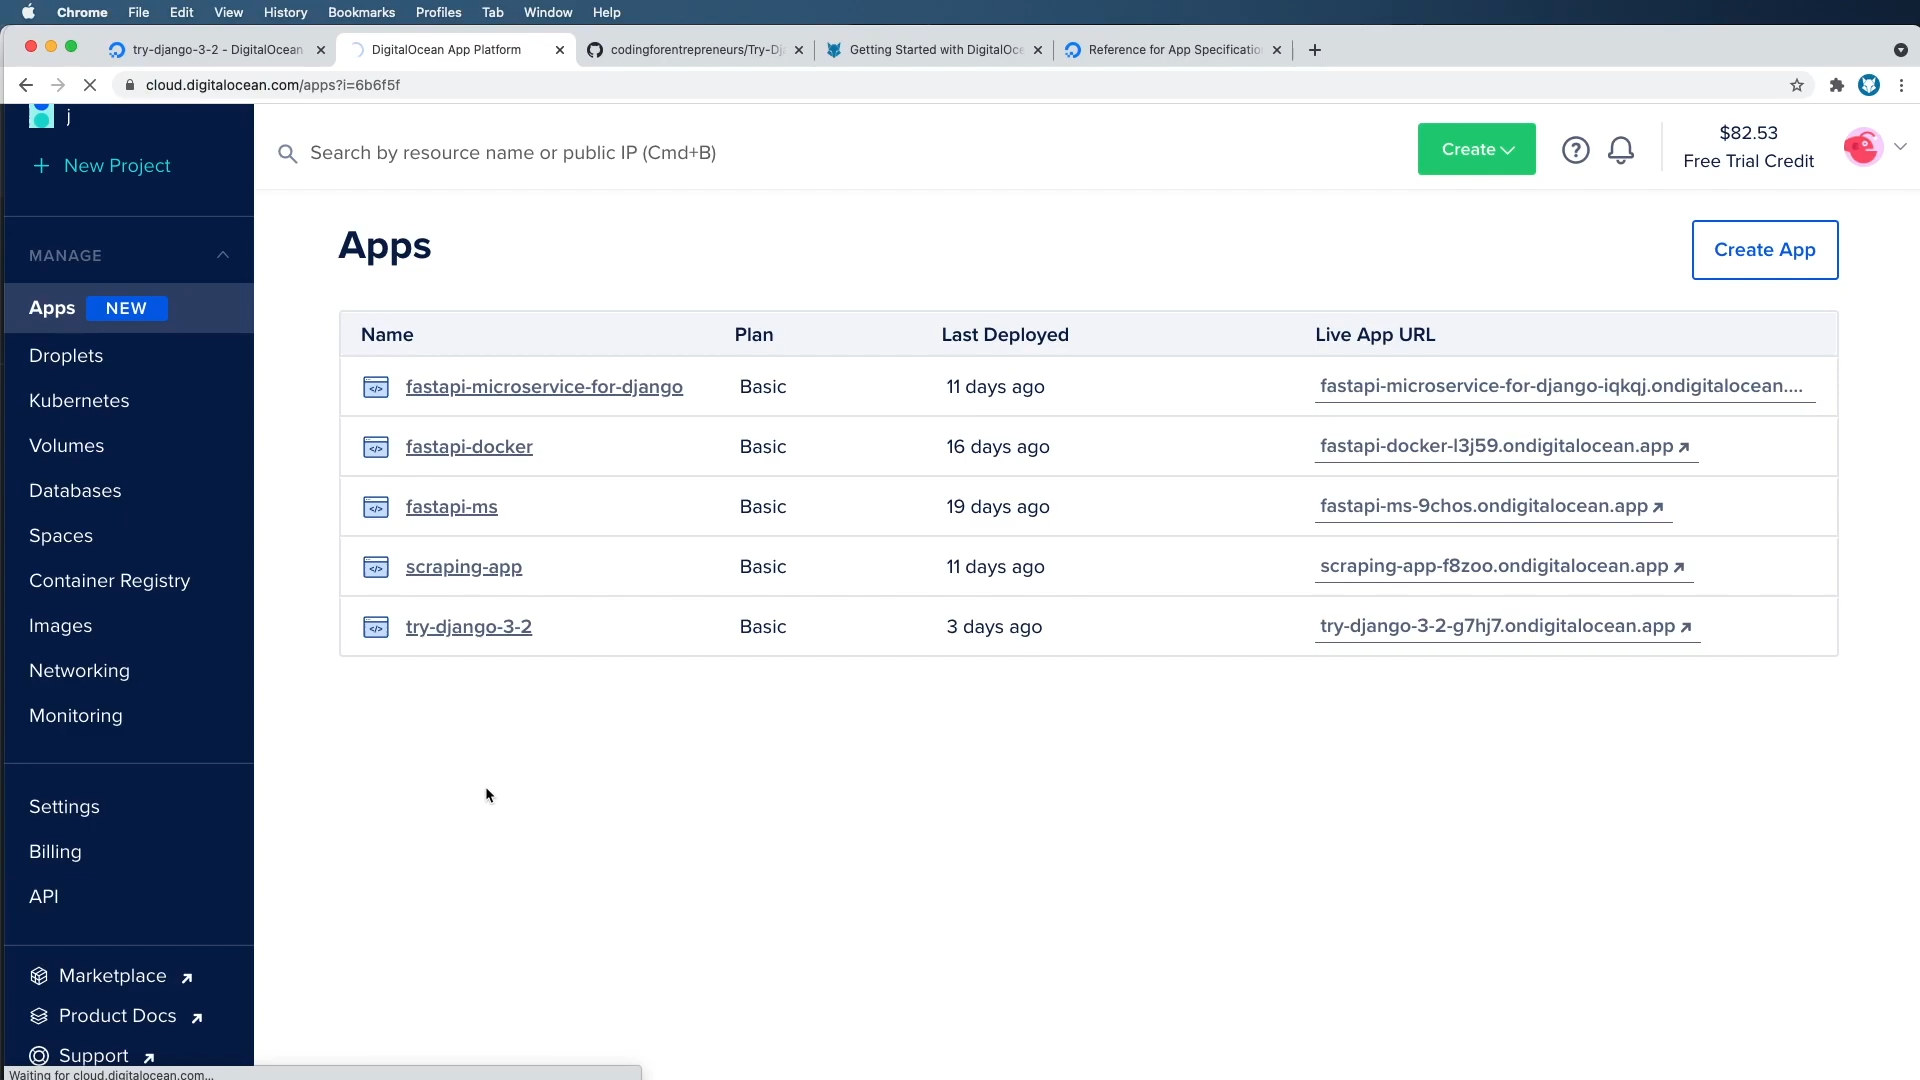 Chrome File Edit View History Bookmarks Profiles Tab Window Help
try-django-3-2 - DigitalOcean
DigitalOcean App Platform
codingforentrepreneurs/Try-Dj
Getting Started with DigitalOce
Reference for App Specificatio
cloud.digitalocean.com/apps?i=6b6f5f
j
+ New Project
MANAGE
Apps NEW
Droplets
Kubernetes
Volumes
Databases
Spaces
Container Registry
Images
Networking
Monitoring
Settings
Billing
API
Marketplace
Product Docs
Support
Waiting for cloud.digitalocean.com...
Search by resource name or public IP (Cmd+B)
Create
$82.53
Free Trial Credit
Apps
Create App
Name Plan Last Deployed Live App URL
fastapi-microservice-for-django Basic 11 days ago fastapi-microservice-for-django-iqkqj.ondigitalocean....
fastapi-docker Basic 16 days ago fastapi-docker-l3j59.ondigitalocean.app
fastapi-ms Basic 19 days ago fastapi-ms-9chos.ondigitalocean.app
scraping-app Basic 11 days ago scraping-app-f8zoo.ondigitalocean.app
try-django-3-2 Basic 3 days ago try-django-3-2-g7hj7.ondigitalocean.app